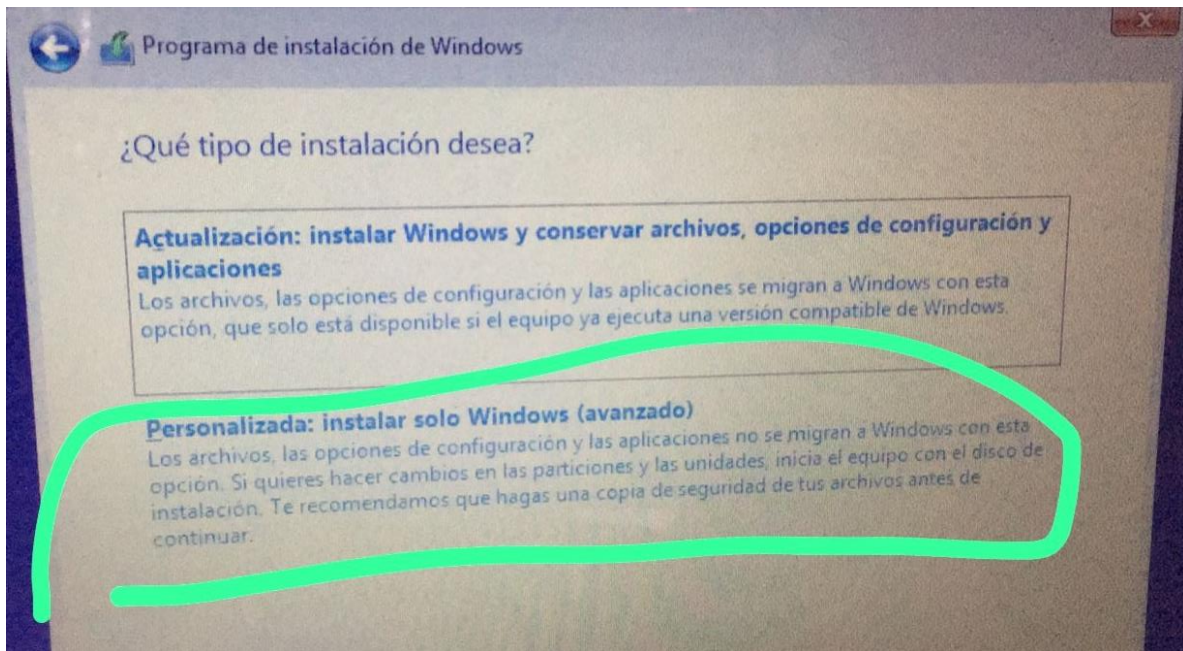 Programa de instalación de Windows
¿Qué tipo de instalación desea?
Actualización: instalar Windows y conservar archivos, opciones de configuración y
aplicaciones
Los archivos, las opciones de configuración y las aplicaciones se migran a Windows con esta
opción, que solo está disponible si el equipo ya ejecuta una versión compatible de Windows.
Personalizada: instalar solo Windows (avanzado)
Los archivos, las opciones de configuración y las aplicaciones no se migran a Windows con esta
opción. Si quieres hacer cambios en las particiones y las unidades, inicia el equipo con el disco de
instalación. Te recomendamos que hagas una copia de seguridad de tus archivos antes de
continuar.